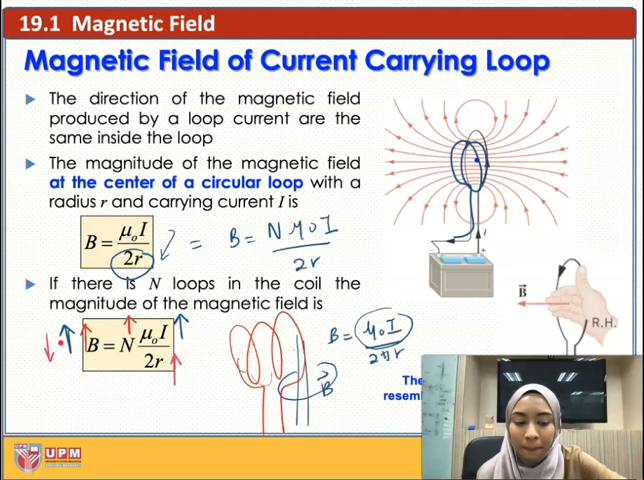 19.1 Magnetic Field
Magnetic Field of Current Carrying Loop
The direction of the magnetic field
produced by a loop current are the
same inside the loop
The magnitude of the magnetic field
at the center of a circular loop with a
radius r and carrying current I is
B = μ₀I / 2r = B = N μ₀ I / 2r
If there is N loops in the coil the
magnitude of the magnetic field is
B = N μ₀I / 2r
B = μ₀I / 2πr
B
I
+
B
R.H.
The
resem
UPM